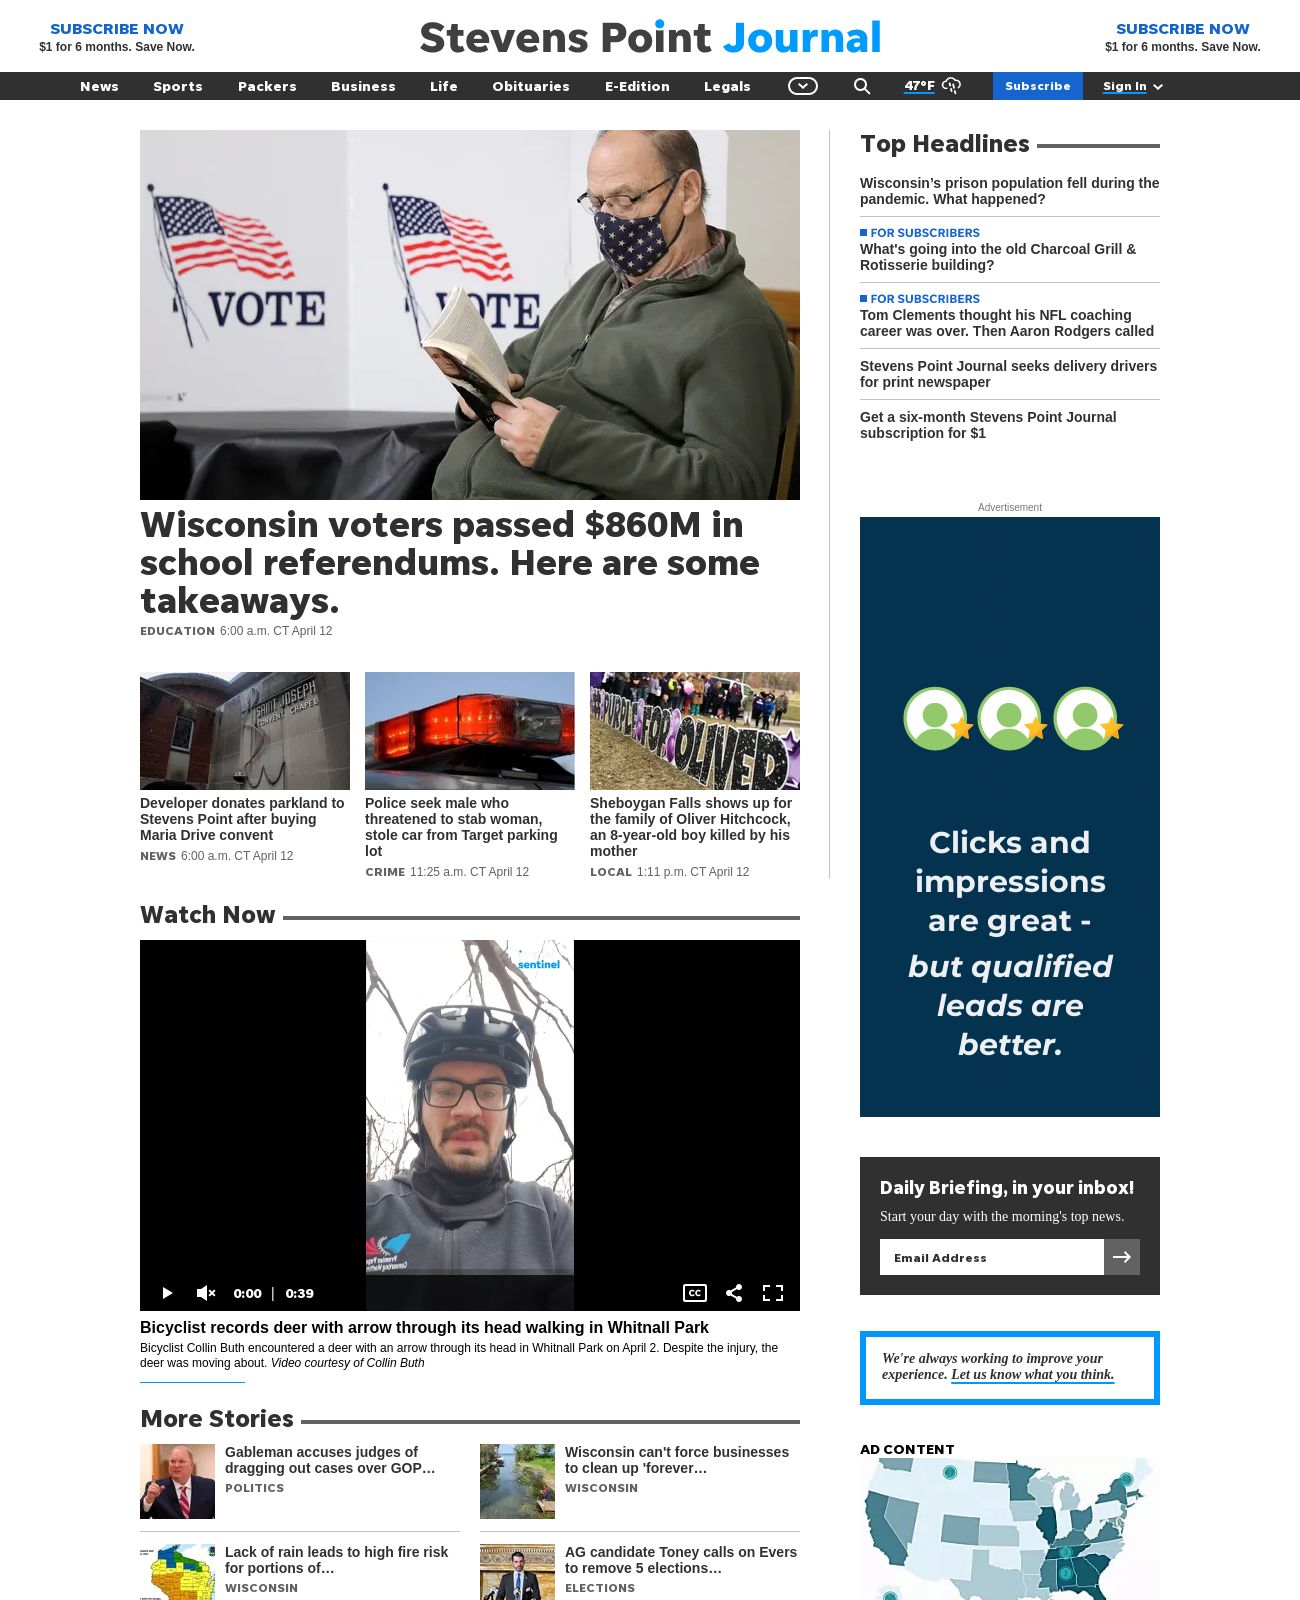 SUBSCRIBE NOW
$1 for 6 months. Save Now.
Stevens Point Journal
SUBSCRIBE NOW
$1 for 6 months. Save Now.
News Sports Packers Business Life Obituaries E-Edition Legals 47°F Subscribe Sign In
VOTE
VOTE
Wisconsin voters passed $860M in
school referendums. Here are some
takeaways.
EDUCATION 6:00 a.m. CT April 12
SAINT JOSEPH
CONVENT CHAPEL
Developer donates parkland to
Stevens Point after buying
Maria Drive convent
NEWS 6:00 a.m. CT April 12
Police seek male who
threatened to stab woman,
stole car from Target parking
lot
CRIME 11:25 a.m. CT April 12
PURPLE FOR OLIVER
Sheboygan Falls shows up for
the family of Oliver Hitchcock,
an 8-year-old boy killed by his
mother
LOCAL 1:11 p.m. CT April 12
Top Headlines
Wisconsin’s prison population fell during the
pandemic. What happened?
FOR SUBSCRIBERS
What's going into the old Charcoal Grill &
Rotisserie building?
FOR SUBSCRIBERS
Tom Clements thought his NFL coaching
career was over. Then Aaron Rodgers called
Stevens Point Journal seeks delivery drivers
for print newspaper
Get a six-month Stevens Point Journal
subscription for $1
Advertisement
Clicks and
impressions
are great -
but qualified
leads are
better.
Watch Now
sentinel
0:00 | 0:39
CC
Bicyclist records deer with arrow through its head walking in Whitnall Park
Bicyclist Collin Buth encountered a deer with an arrow through its head in Whitnall Park on April 2. Despite the injury, the
deer was moving about. Video courtesy of Collin Buth
Daily Briefing, in your inbox!
Start your day with the morning's top news.
Email Address
We're always working to improve your
experience. Let us know what you think.
More Stories
Gableman accuses judges of
dragging out cases over GOP…
POLITICS
Wisconsin can't force businesses
to clean up 'forever…
WISCONSIN
Lack of rain leads to high fire risk
for portions of…
WISCONSIN
AG candidate Toney calls on Evers
to remove 5 elections…
ELECTIONS
AD CONTENT